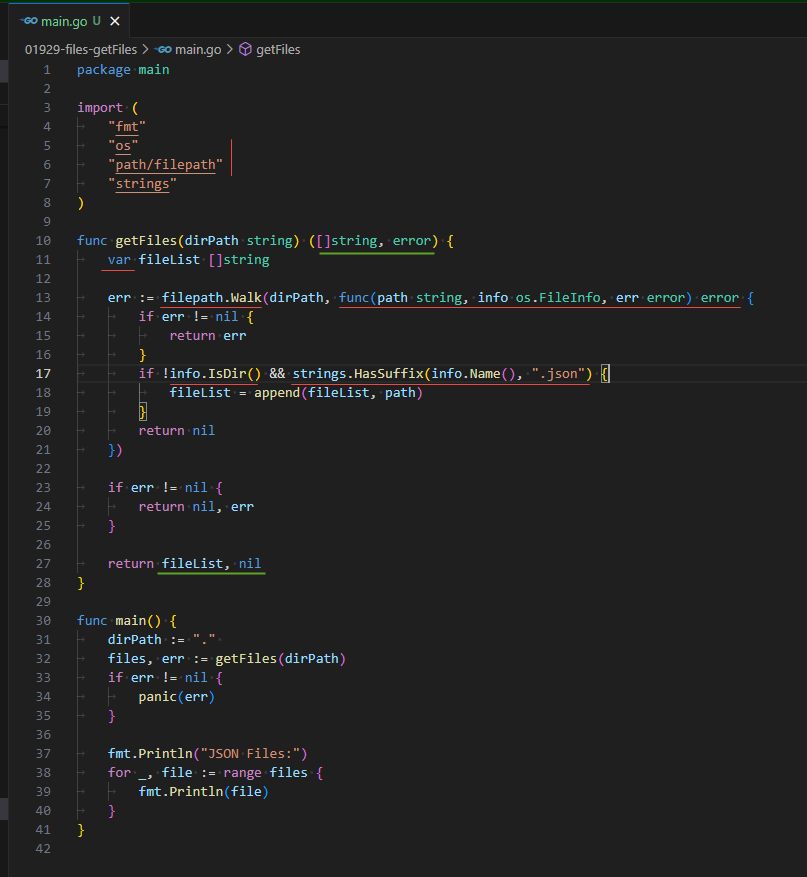 main.go U ×
01929-files-getFiles > main.go > getFiles
1 package main
2
3 import (
4 "fmt"
5 "os"
6 "path/filepath"
7 "strings"
8 )
9
10 func getFiles(dirPath string) ([]string, error) {
11 var fileList []string
12
13 err := filepath.Walk(dirPath, func(path string, info os.FileInfo, err error) error {
14 if err != nil {
15 return err
16 }
17 if !info.IsDir() && strings.HasSuffix(info.Name(), ".json") {
18 fileList = append(fileList, path)
19 }
20 return nil
21 })
22
23 if err != nil {
24 return nil, err
25 }
26
27 return fileList, nil
28 }
29
30 func main() {
31 dirPath := "."
32 files, err := getFiles(dirPath)
33 if err != nil {
34 panic(err)
35 }
36
37 fmt.Println("JSON Files:")
38 for _, file := range files {
39 fmt.Println(file)
40 }
41 }
42